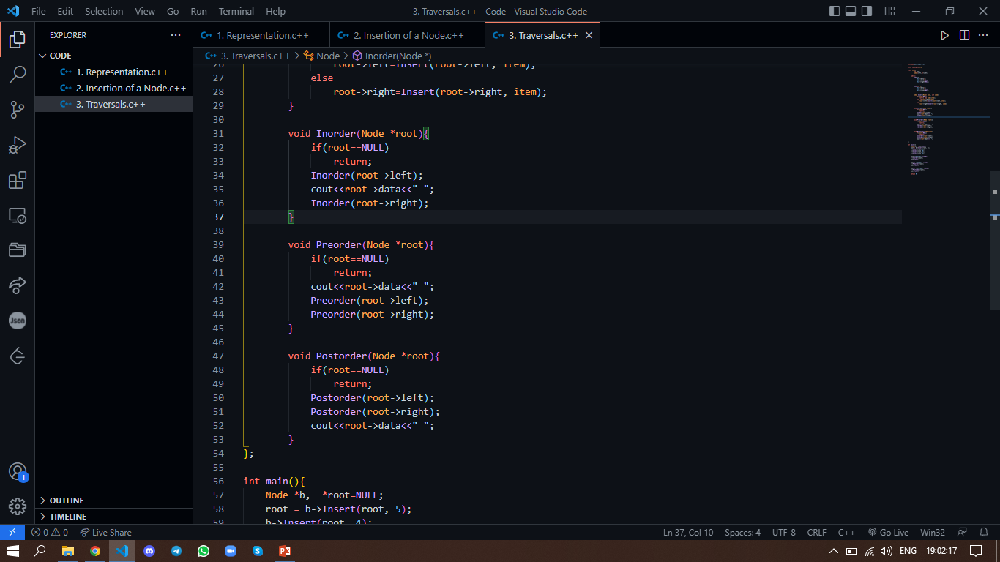 File Edit Selection View Go Run Terminal Help 3. Traversals.c++ - Code - Visual Studio Code
EXPLORER
1. Representation.c++ 2. Insertion of a Node.c++ 3. Traversals.c++
3. Traversals.c++ > Node > Inorder(Node *)
CODE
1. Representation.c++
2. Insertion of a Node.c++
3. Traversals.c++
26 root->left=Insert(root->left, item);
27 else
28 root->right=Insert(root->right, item);
29 }
30
31 void Inorder(Node *root){
32 if(root==NULL)
33 return;
34 Inorder(root->left);
35 cout<<root->data<<" ";
36 Inorder(root->right);
37 }
38
39 void Preorder(Node *root){
40 if(root==NULL)
41 return;
42 cout<<root->data<<" ";
43 Preorder(root->left);
44 Preorder(root->right);
45 }
46
47 void Postorder(Node *root){
48 if(root==NULL)
49 return;
50 Postorder(root->left);
51 Postorder(root->right);
52 cout<<root->data<<" ";
53 }
54 };
55
56 int main(){
57 Node *b, *root=NULL;
58 root = b->Insert(root, 5);
59 b->Insert(root, 4);
Json
1
OUTLINE
TIMELINE
0 0 Live Share Ln 37, Col 10 Spaces: 4 UTF-8 CRLF C++ Go Live Win32
ENG 19:02:17